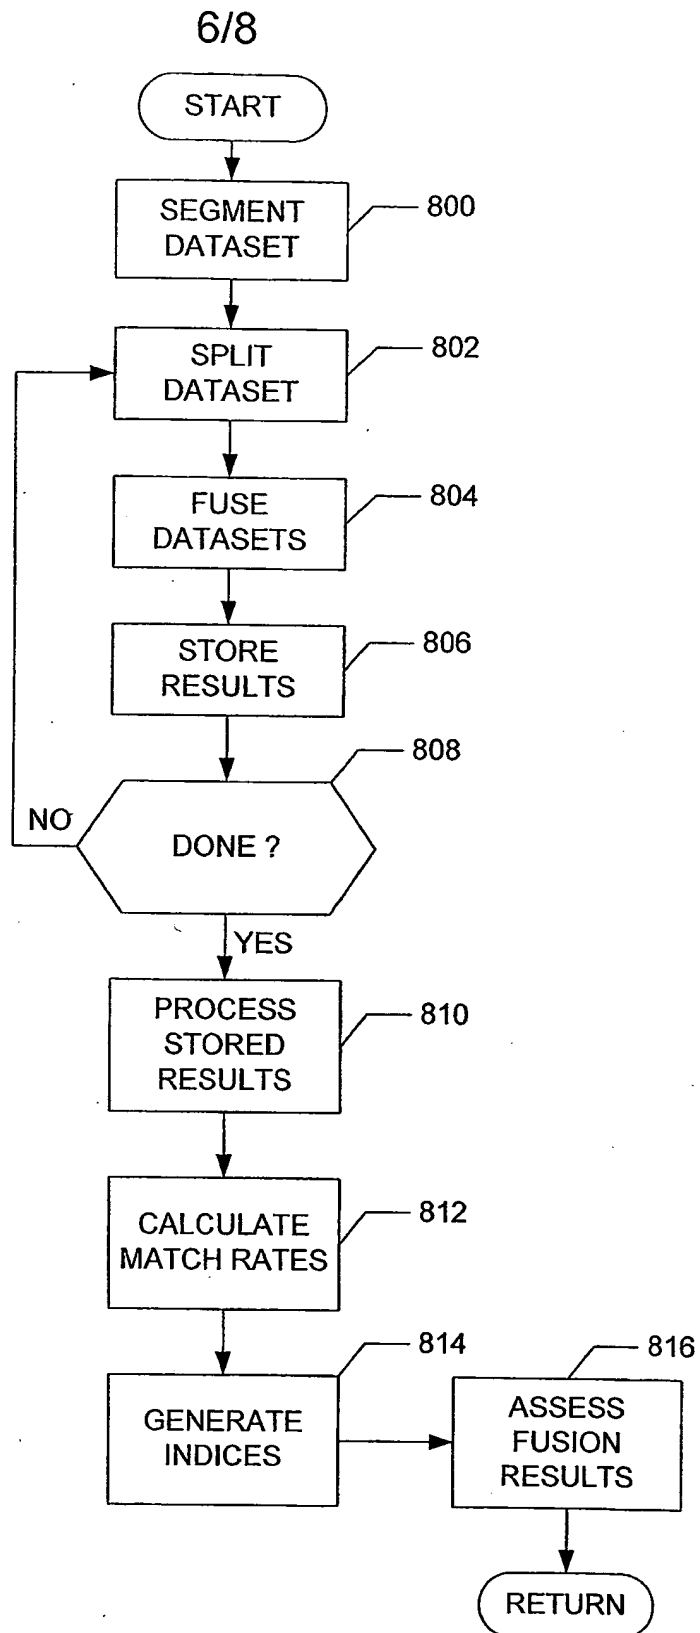 6/8
START
SEGMENT
DATASET
800
SPLIT
DATASET
802
FUSE
DATASETS
804
STORE
RESULTS
806
808
DONE ?
NO
YES
PROCESS
STORED
RESULTS
810
CALCULATE
MATCH RATES
812
814
GENERATE
INDICES
816
ASSESS
FUSION
RESULTS
RETURN